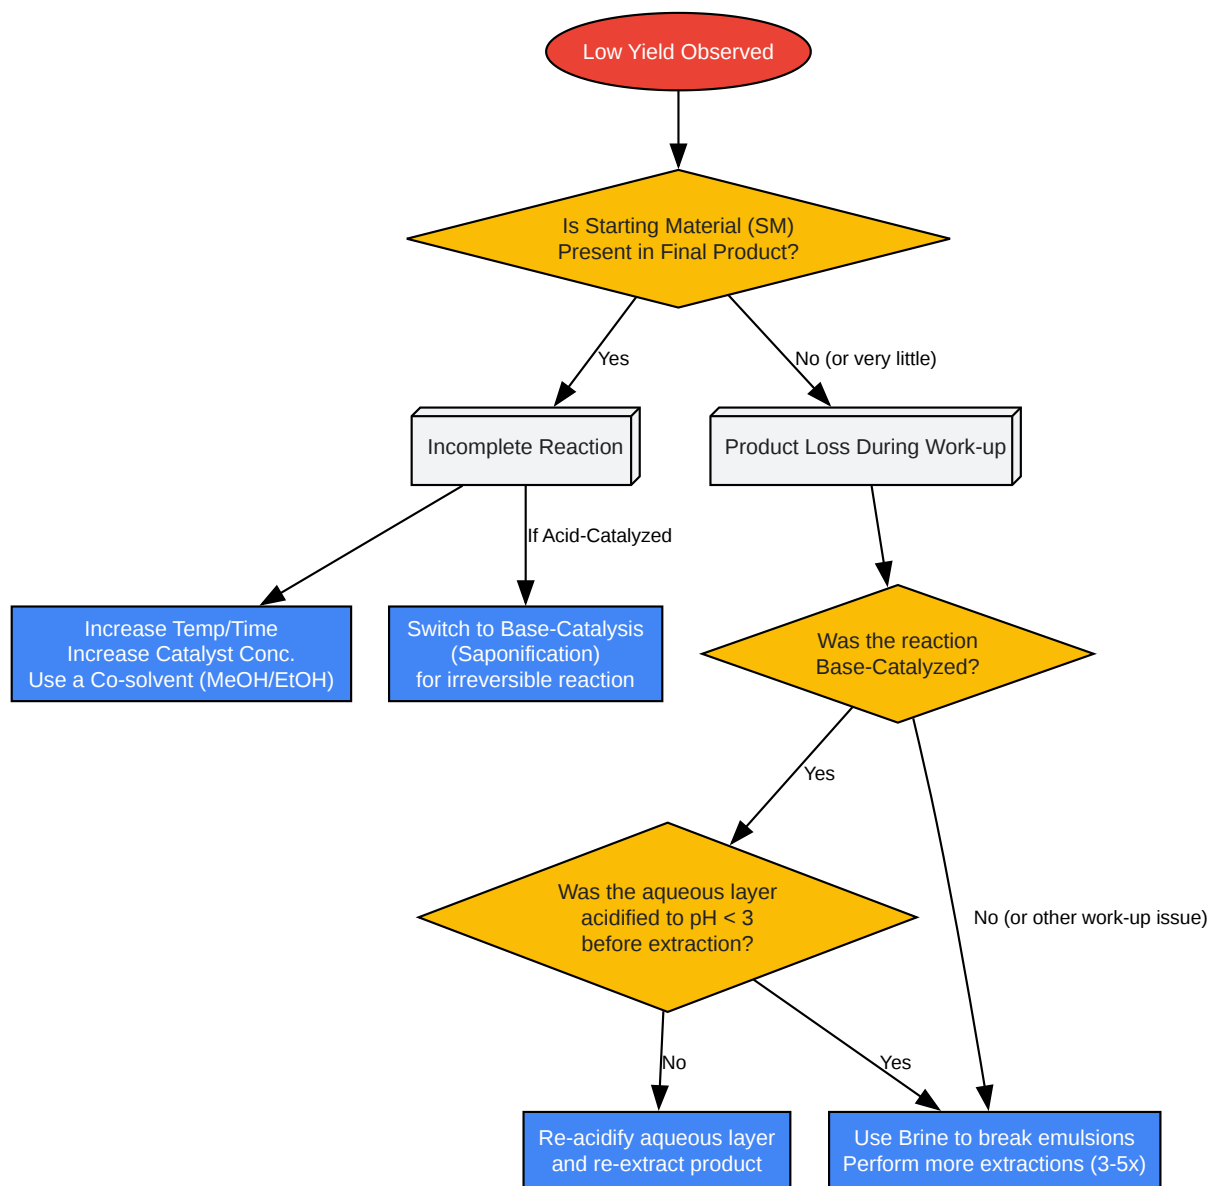 Low Yield Observed
Is Starting Material (SM)
Present in Final Product?
Yes
No (or very little)
Incomplete Reaction
Product Loss During Work-up
If Acid-Catalyzed
Increase Temp/Time
Increase Catalyst Conc.
Use a Co-solvent (MeOH/EtOH)
Switch to Base-Catalysis
(Saponification)
for irreversible reaction
Was the reaction
Base-Catalyzed?
Yes
No (or other work-up issue)
Was the aqueous layer
acidified to pH < 3
before extraction?
No
Yes
Re-acidify aqueous layer
and re-extract product
Use Brine to break emulsions
Perform more extractions (3-5x)